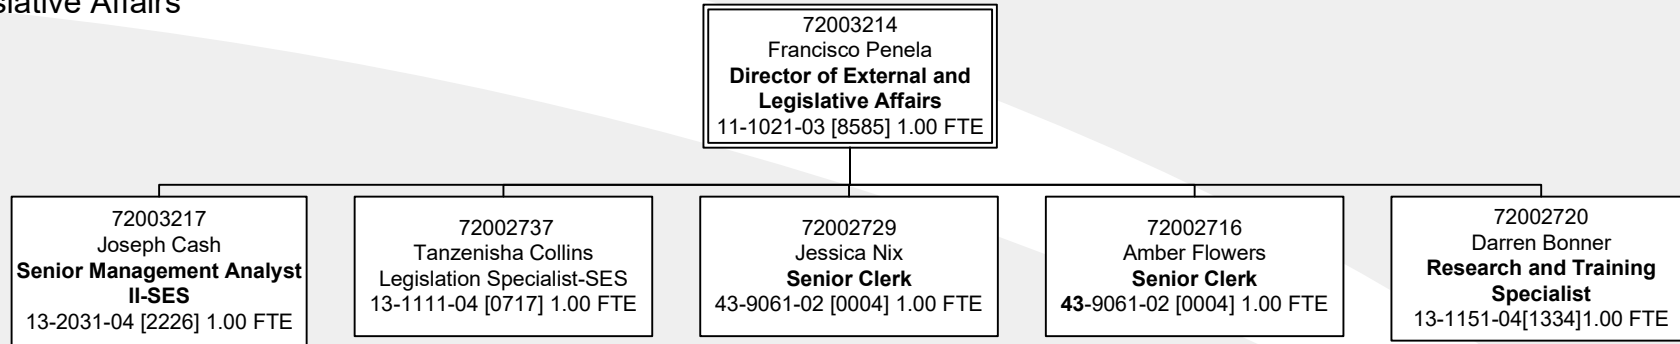 slative Affairs
72003214
Francisco Penela
Director of External and
Legislative Affairs
11-1021-03 [8585] 1.00 FTE
72003217
Joseph Cash
Senior Management Analyst
II-SES
13-2031-04 [2226] 1.00 FTE
72002737
Tanzenisha Collins
Legislation Specialist-SES
13-1111-04 [0717] 1.00 FTE
72002729
Jessica Nix
Senior Clerk
43-9061-02 [0004] 1.00 FTE
72002716
Amber Flowers
Senior Clerk
43-9061-02 [0004] 1.00 FTE
72002720
Darren Bonner
Research and Training
Specialist
13-1151-04[1334]1.00 FTE